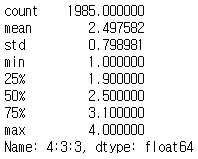 count 1985.000000
mean 2.497582
std 0.798981
min 1.000000
25% 1.900000
50% 2.500000
75% 3.100000
max 4.000000
Name: 4:3:3, dtype: float64